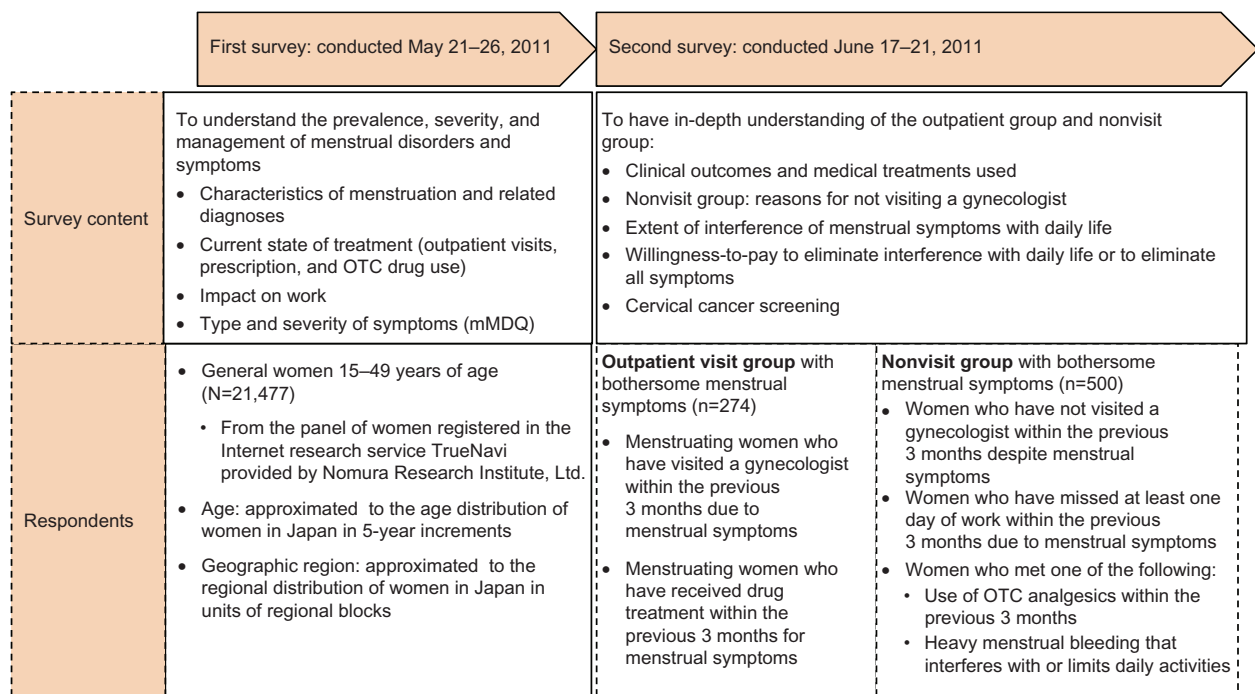 First survey: conducted May 21–26, 2011
Second survey: conducted June 17–21, 2011
Survey content
To understand the prevalence, severity, and
management of menstrual disorders and
symptoms
• Characteristics of menstruation and related
diagnoses
• Current state of treatment (outpatient visits,
prescription, and OTC drug use)
• Impact on work
• Type and severity of symptoms (mMDQ)
To have in-depth understanding of the outpatient group and nonvisit
group:
• Clinical outcomes and medical treatments used
• Nonvisit group: reasons for not visiting a gynecologist
• Extent of interference of menstrual symptoms with daily life
• Willingness-to-pay to eliminate interference with daily life or to eliminate
all symptoms
• Cervical cancer screening
Respondents
• General women 15–49 years of age
(N=21,477)
• From the panel of women registered in the
Internet research service TrueNavi
provided by Nomura Research Institute, Ltd.
• Age: approximated to the age distribution of
women in Japan in 5-year increments
• Geographic region: approximated to the
regional distribution of women in Japan in
units of regional blocks
Outpatient visit group with
bothersome menstrual
symptoms (n=274)
• Menstruating women who
have visited a gynecologist
within the previous
3 months due to
menstrual symptoms
• Menstruating women who
have received drug
treatment within the
previous 3 months for
menstrual symptoms
Nonvisit group with bothersome
menstrual symptoms (n=500)
• Women who have not visited a
gynecologist within the previous
3 months despite menstrual
symptoms
• Women who have missed at least one
day of work within the previous
3 months due to menstrual symptoms
• Women who met one of the following:
• Use of OTC analgesics within the
previous 3 months
• Heavy menstrual bleeding that
interferes with or limits daily activities